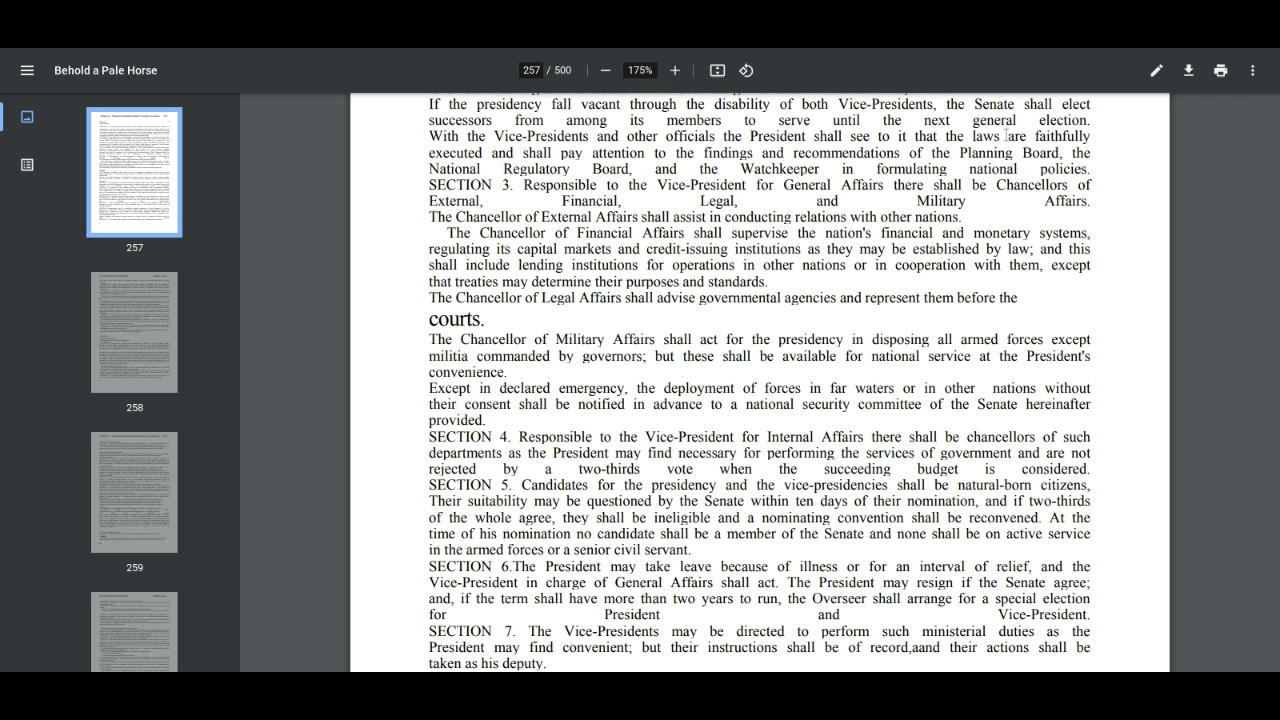 Behold a Pale Horse
257 / 500
175%
257
258
259
If the presidency fall vacant through the disability of both Vice-Presidents, the Senate shall elect
successors from among its members to serve until the next general election.
With the Vice-Presidents and other officials the President shall see to it that the laws are faithfully
executed and shall pay attention to the findings and recommendations of the Planning Board, the
National Regulatory Board, and the Watchkeeper in formulating national policies.
SECTION 3. Responsible to the Vice-President for General Affairs there shall be Chancellors of
External, Financial, Legal, and Military Affairs.
The Chancellor of External Affairs shall assist in conducting relations with other nations.
The Chancellor of Financial Affairs shall supervise the nation's financial and monetary systems,
regulating its capital markets and credit-issuing institutions as they may be established by law; and this
shall include lending institutions for operations in other nations or in cooperation with them, except
that treaties may determine their purposes and standards.
The Chancellor of Legal Affairs shall advise governmental agencies and represent them before the
courts.
The Chancellor of Military Affairs shall act for the presidency in disposing all armed forces except
militia commanded by governors; but these shall be available for national service at the President's
convenience.
Except in declared emergency, the deployment of forces in far waters or in other nations without
their consent shall be notified in advance to a national security committee of the Senate hereinafter
provided.
SECTION 4. Responsible to the Vice-President for Internal Affairs there shall be chancellors of such
departments as the President may find necessary for performing the services of government and are not
rejected by a two-thirds vote when the succeeding budget is considered.
SECTION 5. Candidates for the presidency and the vice-presidencies shall be natural-born citizens,
Their suitability may be questioned by the Senate within ten days of their nomination, and if two-thirds
of the whole agree, they shall be ineligible and a nominating convention shall be reconvened. At the
time of his nomination no candidate shall be a member of the Senate and none shall be on active service
in the armed forces or a senior civil servant.
SECTION 6.The President may take leave because of illness or for an interval of relief, and the
Vice-President in charge of General Affairs shall act. The President may resign if the Senate agree;
and, if the term shall have more than two years to run, the Overseer shall arrange for a special election
for President and Vice-President.
SECTION 7. The Vice-Presidents may be directed to perform such ministerial duties as the
President may find convenient; but their instructions shall be of record, and their actions shall be
taken as his deputy.